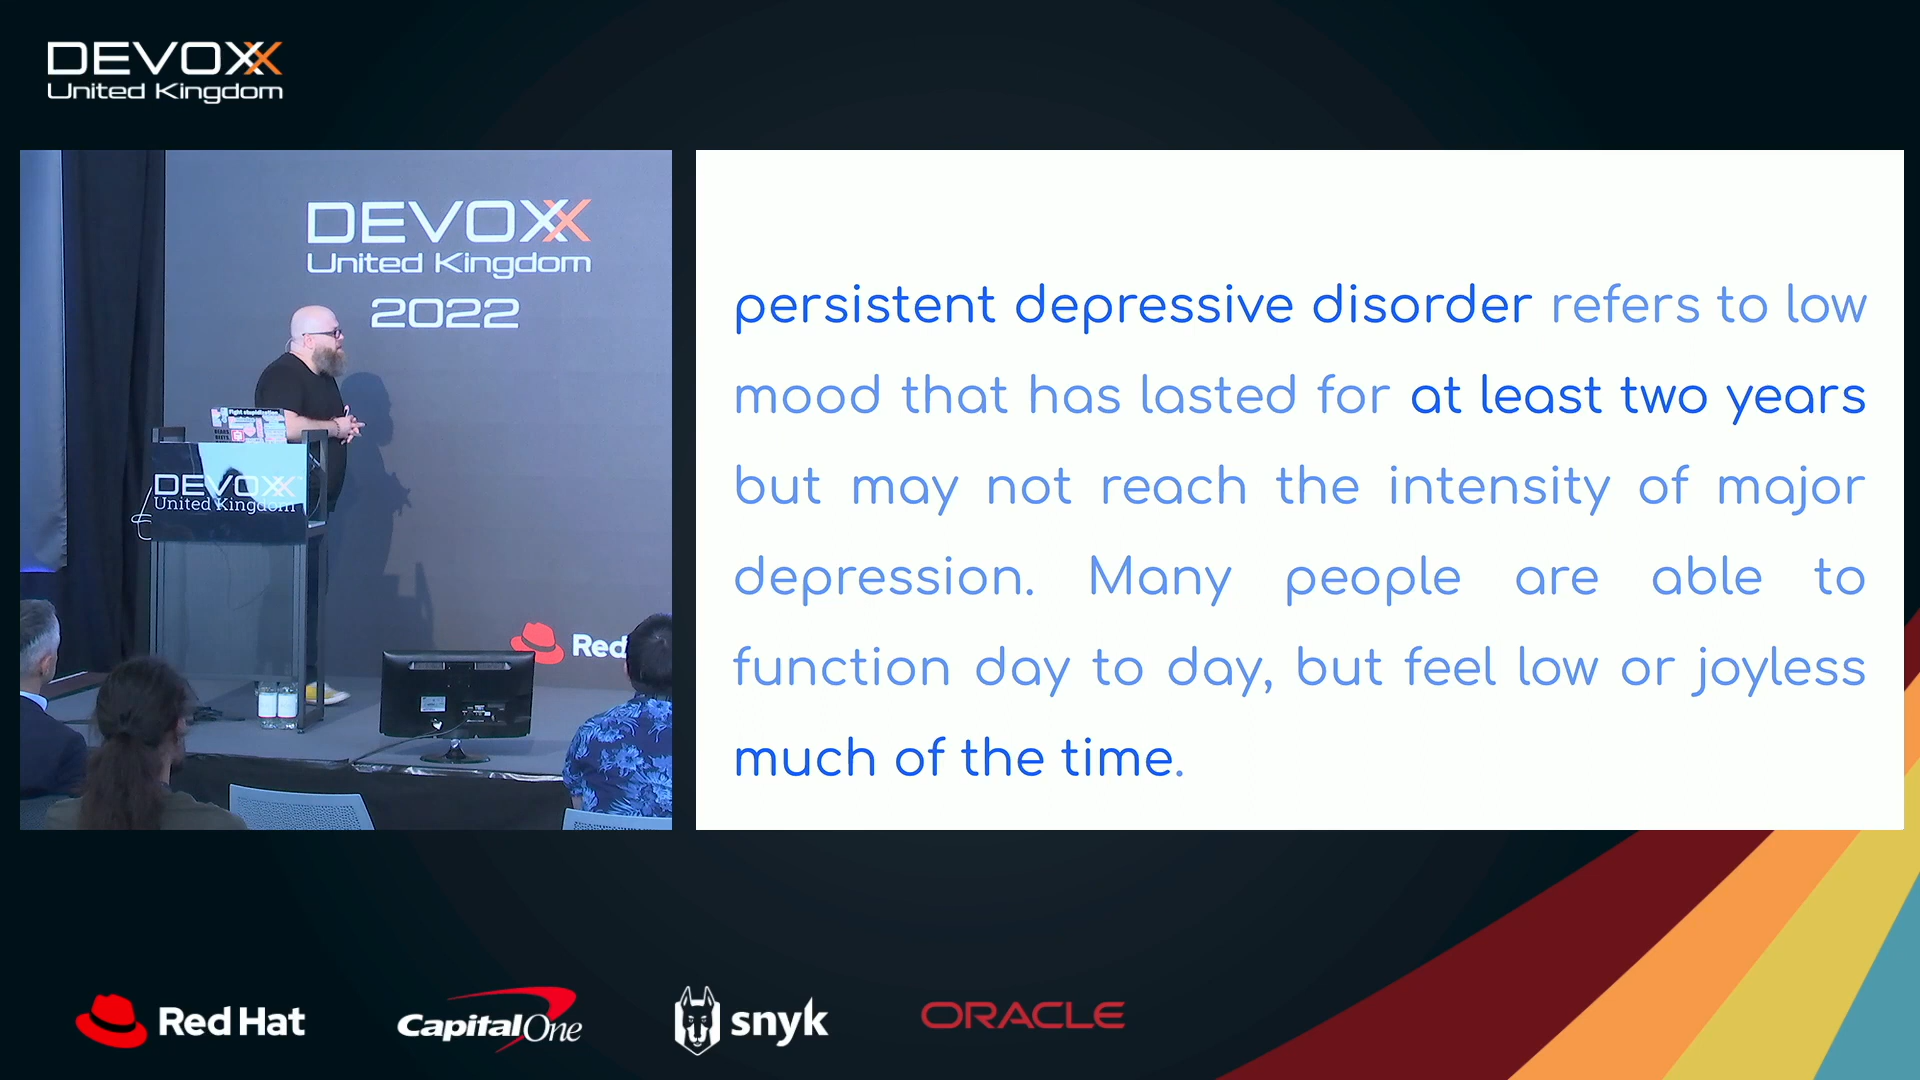 DEVOXX
United Kingdom
DEVOXX
United Kingdom
2022
Fight stupidization
DEVOXX
United Kingdom
Red
persistent depressive disorder refers to low
mood that has lasted for at least two years
but may not reach the intensity of major
depression. Many people are able to
function day to day, but feel low or joyless
much of the time.
Red Hat
CapitalOne
snyk
ORACLE